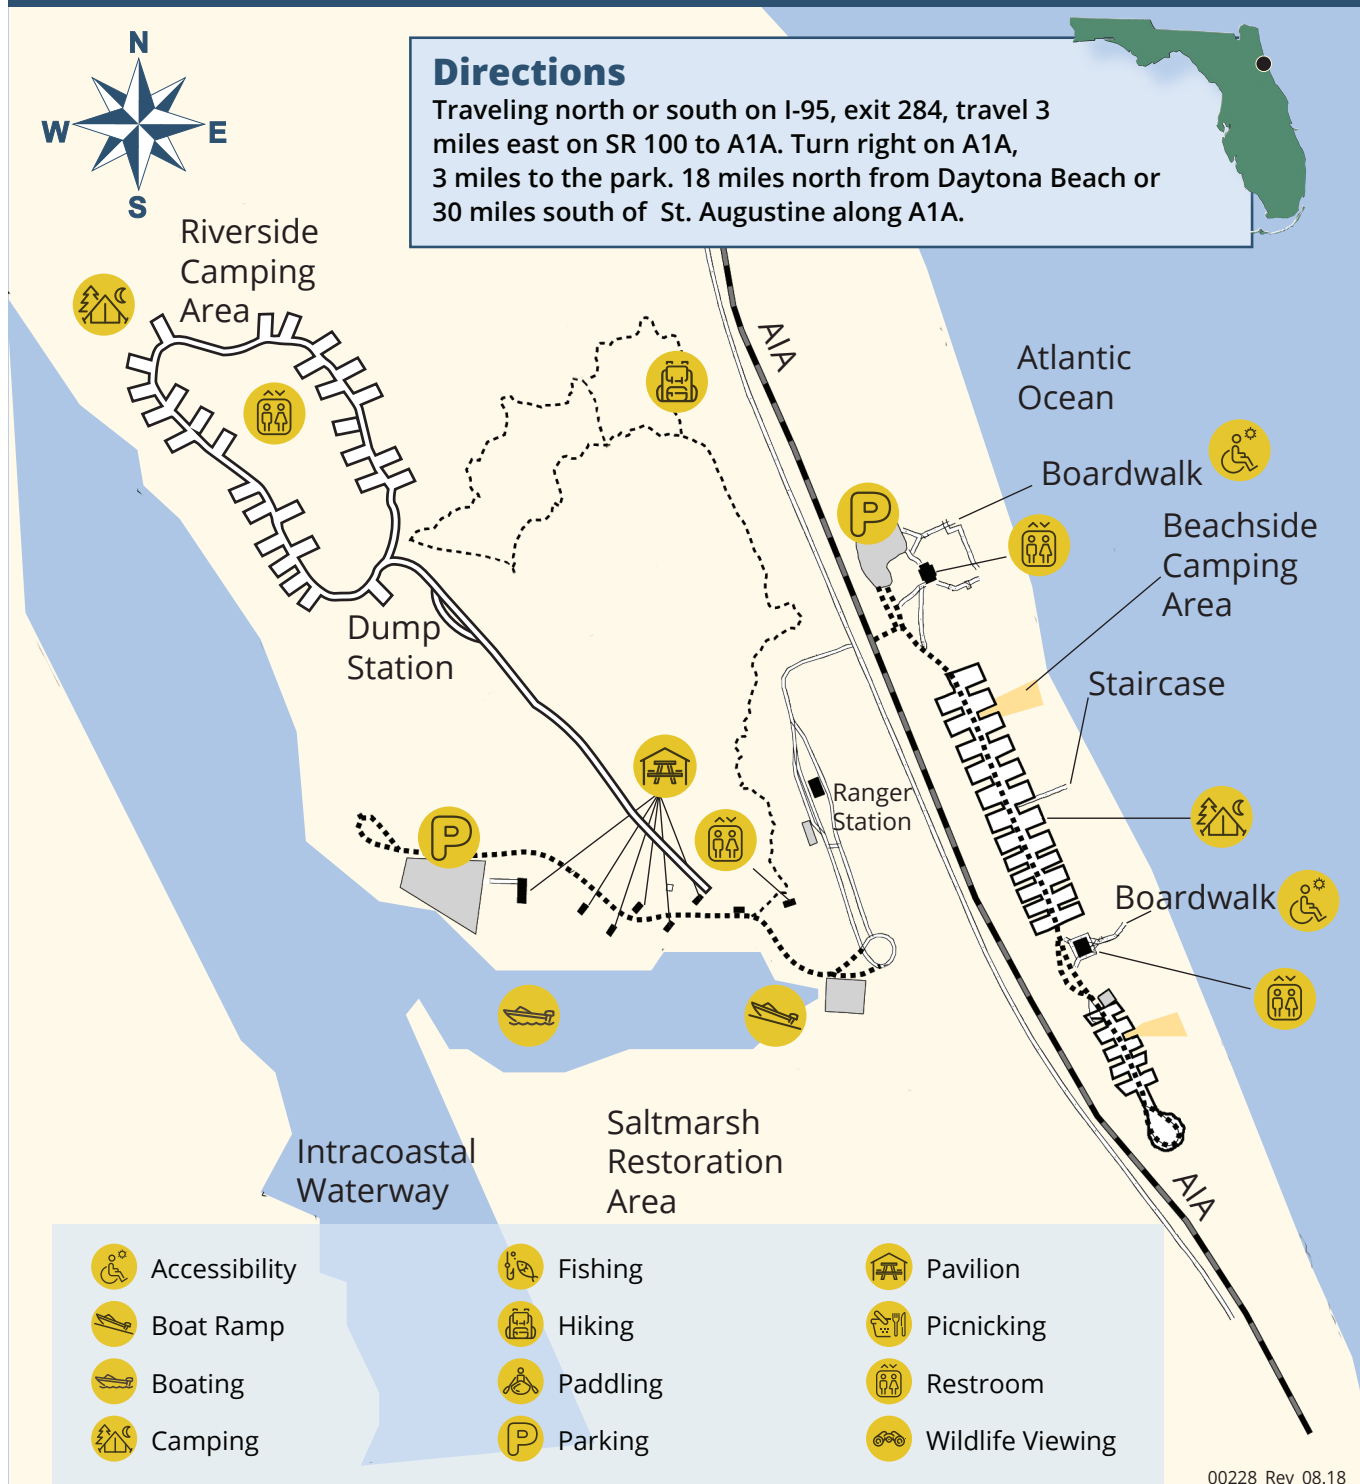 N
W
E
S
Directions
Traveling north or south on I-95, exit 284, travel 3
miles east on SR 100 to A1A. Turn right on A1A,
3 miles to the park. 18 miles north from Daytona Beach or
30 miles south of St. Augustine along A1A.
Riverside
Camping
Area
A1A
Atlantic
Ocean
Boardwalk
P
Beachside
Camping
Area
Dump
Station
Staircase
Ranger
Station
P
Boardwalk
Saltmarsh
Restoration
Area
Intracoastal
Waterway
A1A
Accessibility
Boat Ramp
Boating
Camping
Fishing
Hiking
Paddling
P
Parking
Pavilion
Picnicking
Restroom
Wildlife Viewing
00228 Rev 08.18